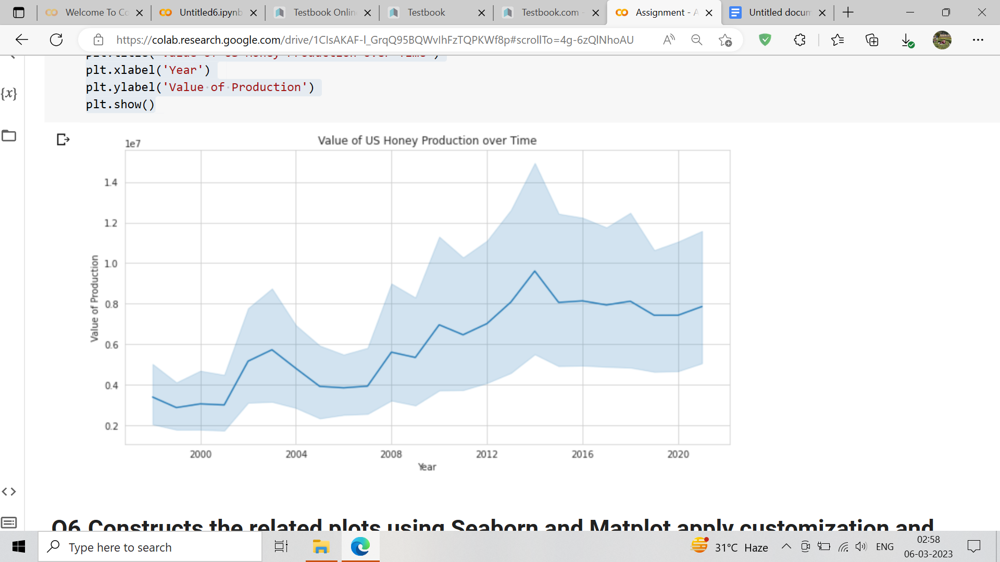 Welcome To Co
Untitled6.ipynb
Testbook Onlin
Testbook
Testbook.com -
Assignment - A
Untitled docum
https://colab.research.google.com/drive/1CIsAKAF-l_GrqQ95BQWvIhFzTQPKWf8p#scrollTo=4g-6zQlNhoAU
plt.title('Value of US Honey Production over Time')
plt.xlabel('Year')
plt.ylabel('Value of Production')
plt.show()
{x}
1e7
Value of US Honey Production over Time
1.4
1.2
1.0
0.8
0.6
0.4
0.2
Value of Production
2000 2004 2008 2012 2016 2020
Year
Q6 Constructs the related plots using Seaborn and Matplot apply customization and
Type here to search
31°C Haze
ENG
02:58
06-03-2023